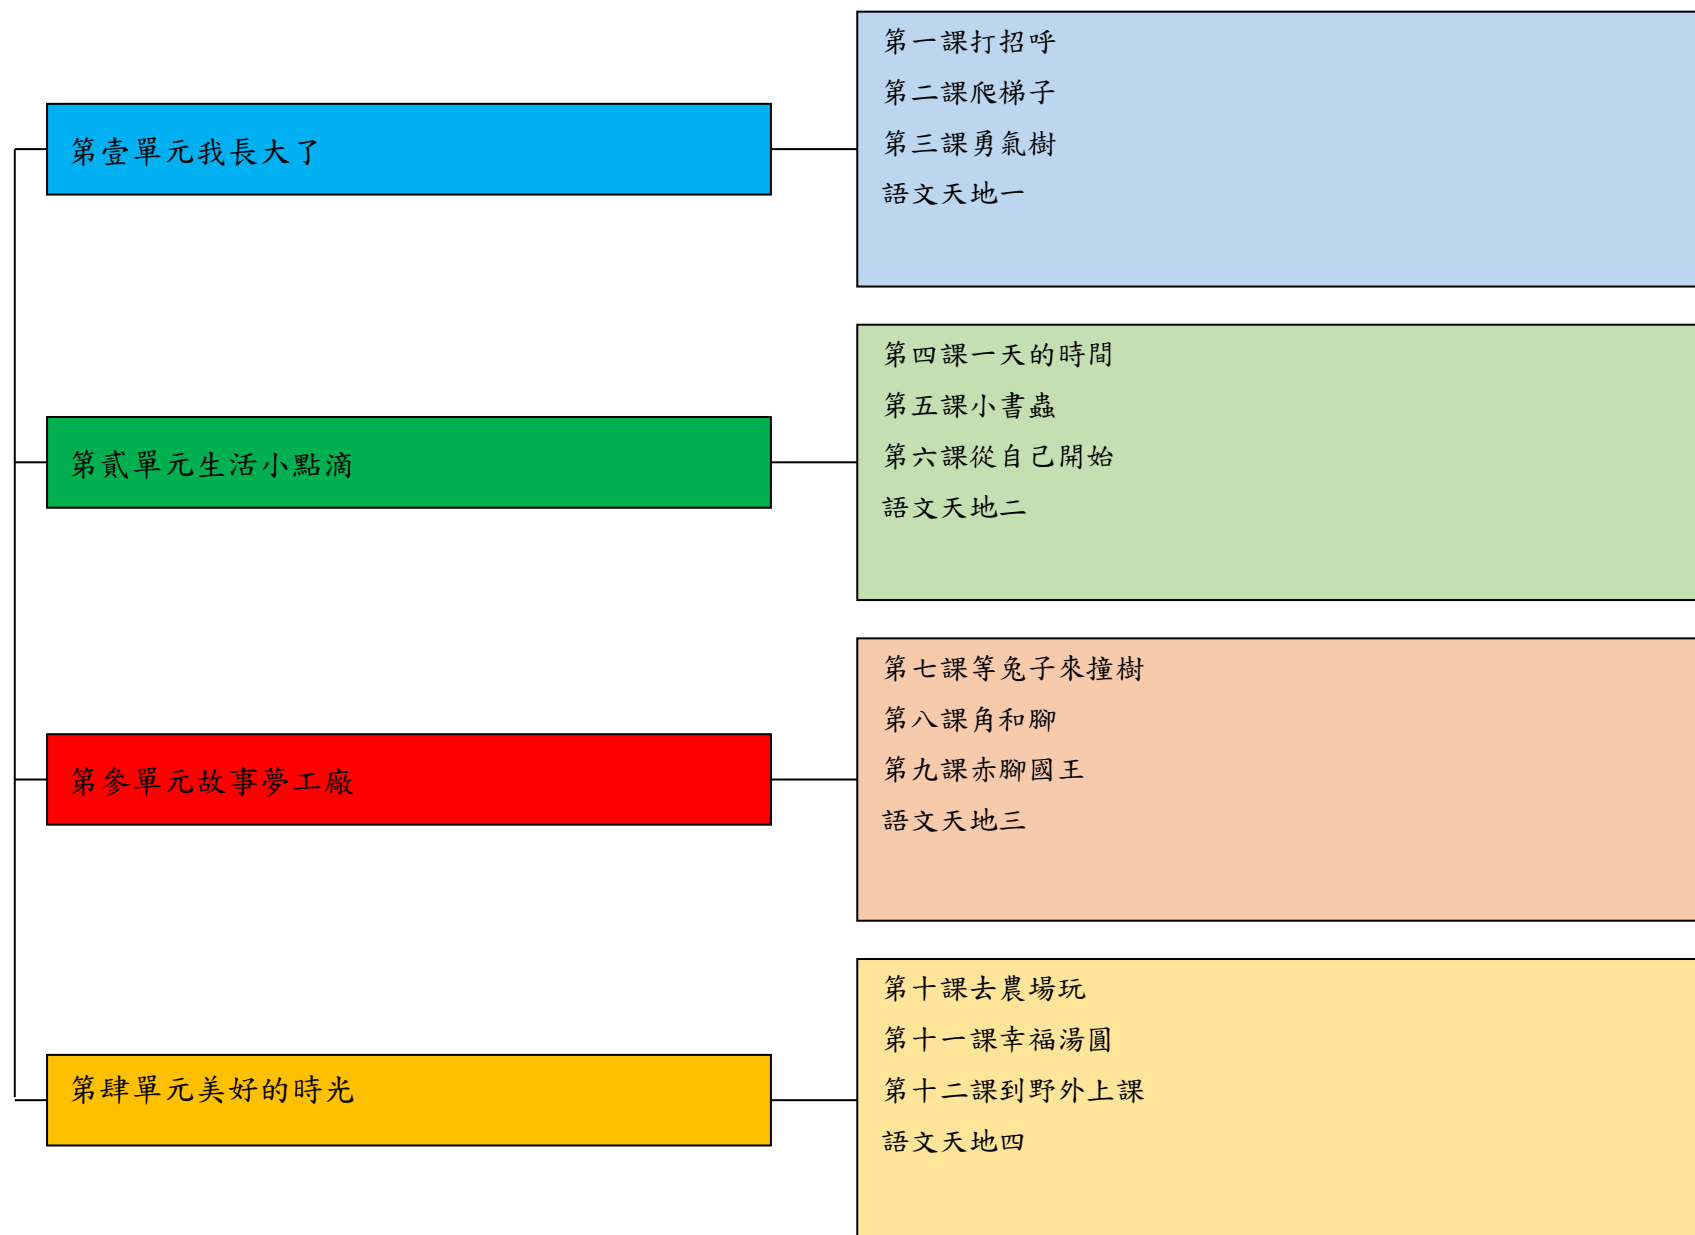 第壹單元我長大了
第一課打招呼
第二課爬梯子
第三課勇氣樹
語文天地一
第貳單元生活小點滴
第四課一天的時間
第五課小書蟲
第六課從自己開始
語文天地二
第參單元故事夢工廠
第七課等兔子來撞樹
第八課角和腳
第九課赤腳國王
語文天地三
第肆單元美好的時光
第十課去農場玩
第十一課幸福湯圓
第十二課到野外上課
語文天地四